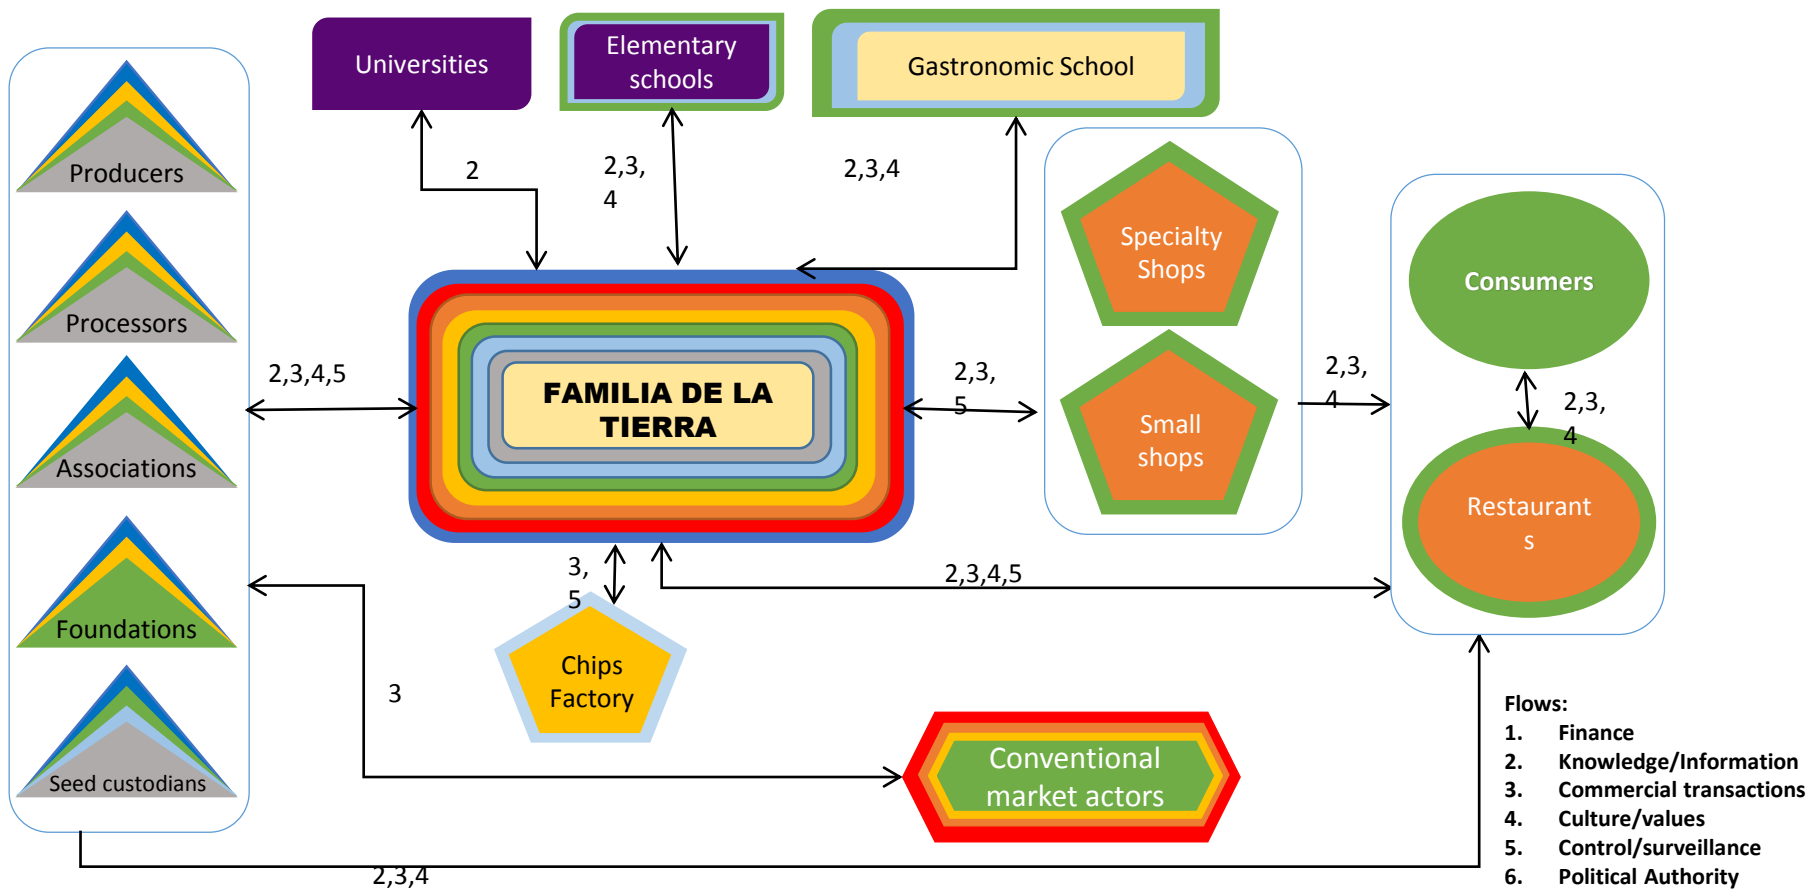 Universities
Elementary
schools
Gastronomic School
Producers
Processors
Associations
Foundations
Seed custodians
2
2,3,
4
2,3,4
2,3,4,5
FAMILIA DE LA
TIERRA
2,3,
5
Specialty
Shops
Small
shops
2,3,
4
Consumers
2,3,
4
Restaurant
s
3,
5
2,3,4,5
Chips
Factory
3
Conventional
market actors
2,3,4
Flows:
1. Finance
2. Knowledge/Information
3. Commercial transactions
4. Culture/values
5. Control/surveillance
6. Political Authority